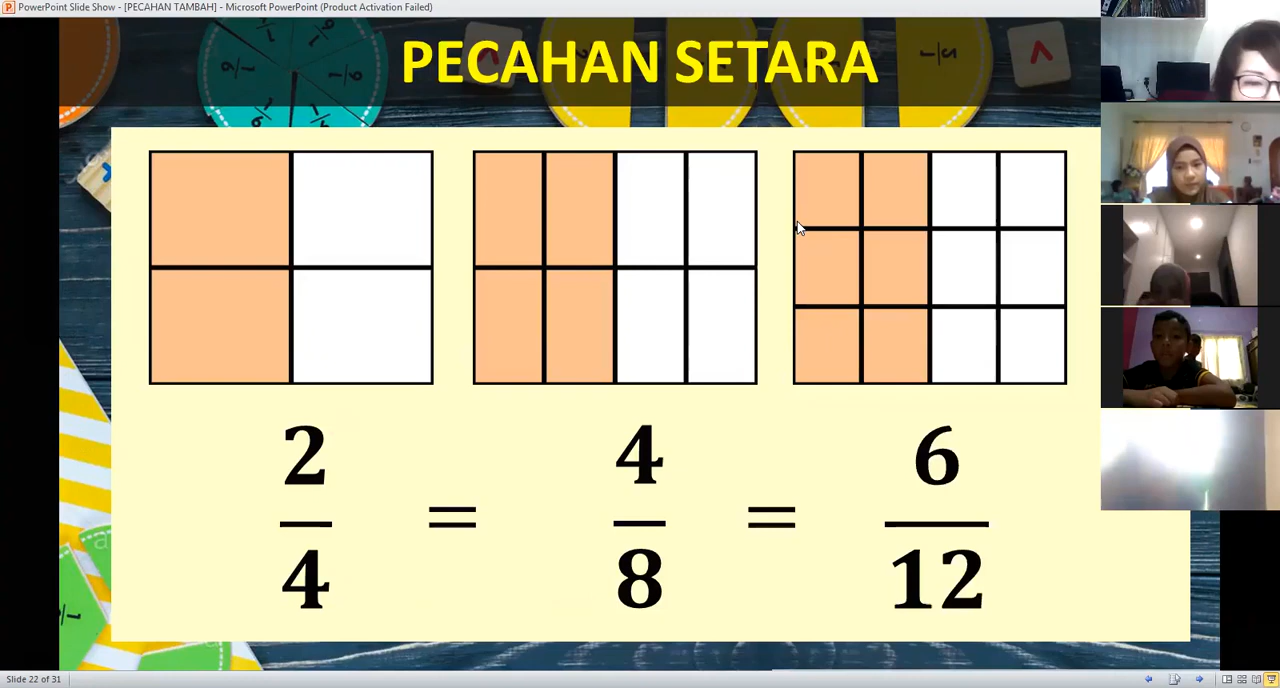 PowerPoint Slide Show - [PECAHAN TAMBAH] - Microsoft PowerPoint (Product Activation Failed)
PECAHAN SETARA
2/4 = 4/8 = 6/12
Slide 22 of 31